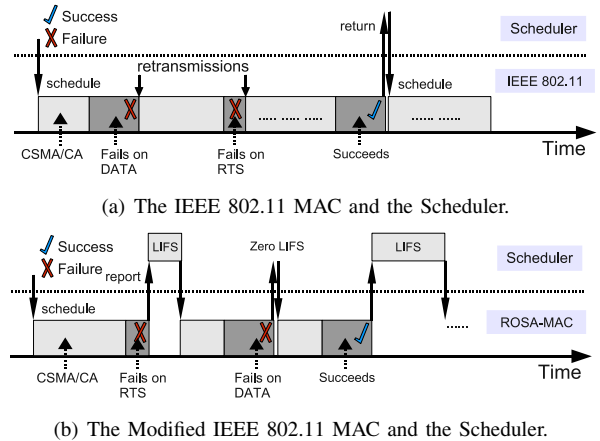 Success
Failure
return
Scheduler
schedule
retransmissions
schedule
IEEE 802.11
.... .... ....
.... ....
CSMA/CA
Fails on
DATA
Fails on
RTS
Succeeds
Time
(a) The IEEE 802.11 MAC and the Scheduler.
Success
Failure
LIFS
Zero LIFS
LIFS
Scheduler
report
schedule
ROSA-MAC
......
CSMA/CA
Fails on
RTS
Fails on
DATA
Succeeds
Time
(b) The Modified IEEE 802.11 MAC and the Scheduler.